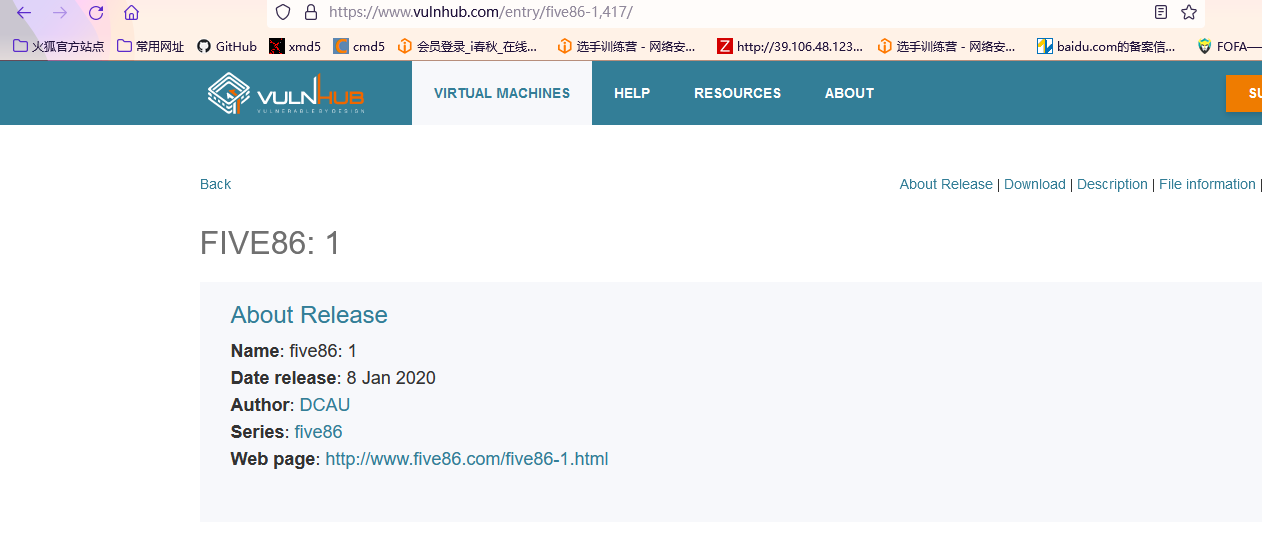 https://www.vulnhub.com/entry/five86-1,417/
火狐官方站点 常用网址 GitHub xmd5 cmd5 会员登录_i春秋_在线... 选手训练营 - 网络安... http://39.106.48.123... 选手训练营 - 网络安... baidu.com的备案信... FOFA—
VULNHUB
VULNERABLE BY DESIGN
VIRTUAL MACHINES HELP RESOURCES ABOUT SU
Back
About Release | Download | Description | File information |
FIVE86: 1
About Release
Name: five86: 1
Date release: 8 Jan 2020
Author: DCAU
Series: five86
Web page: http://www.five86.com/five86-1.html